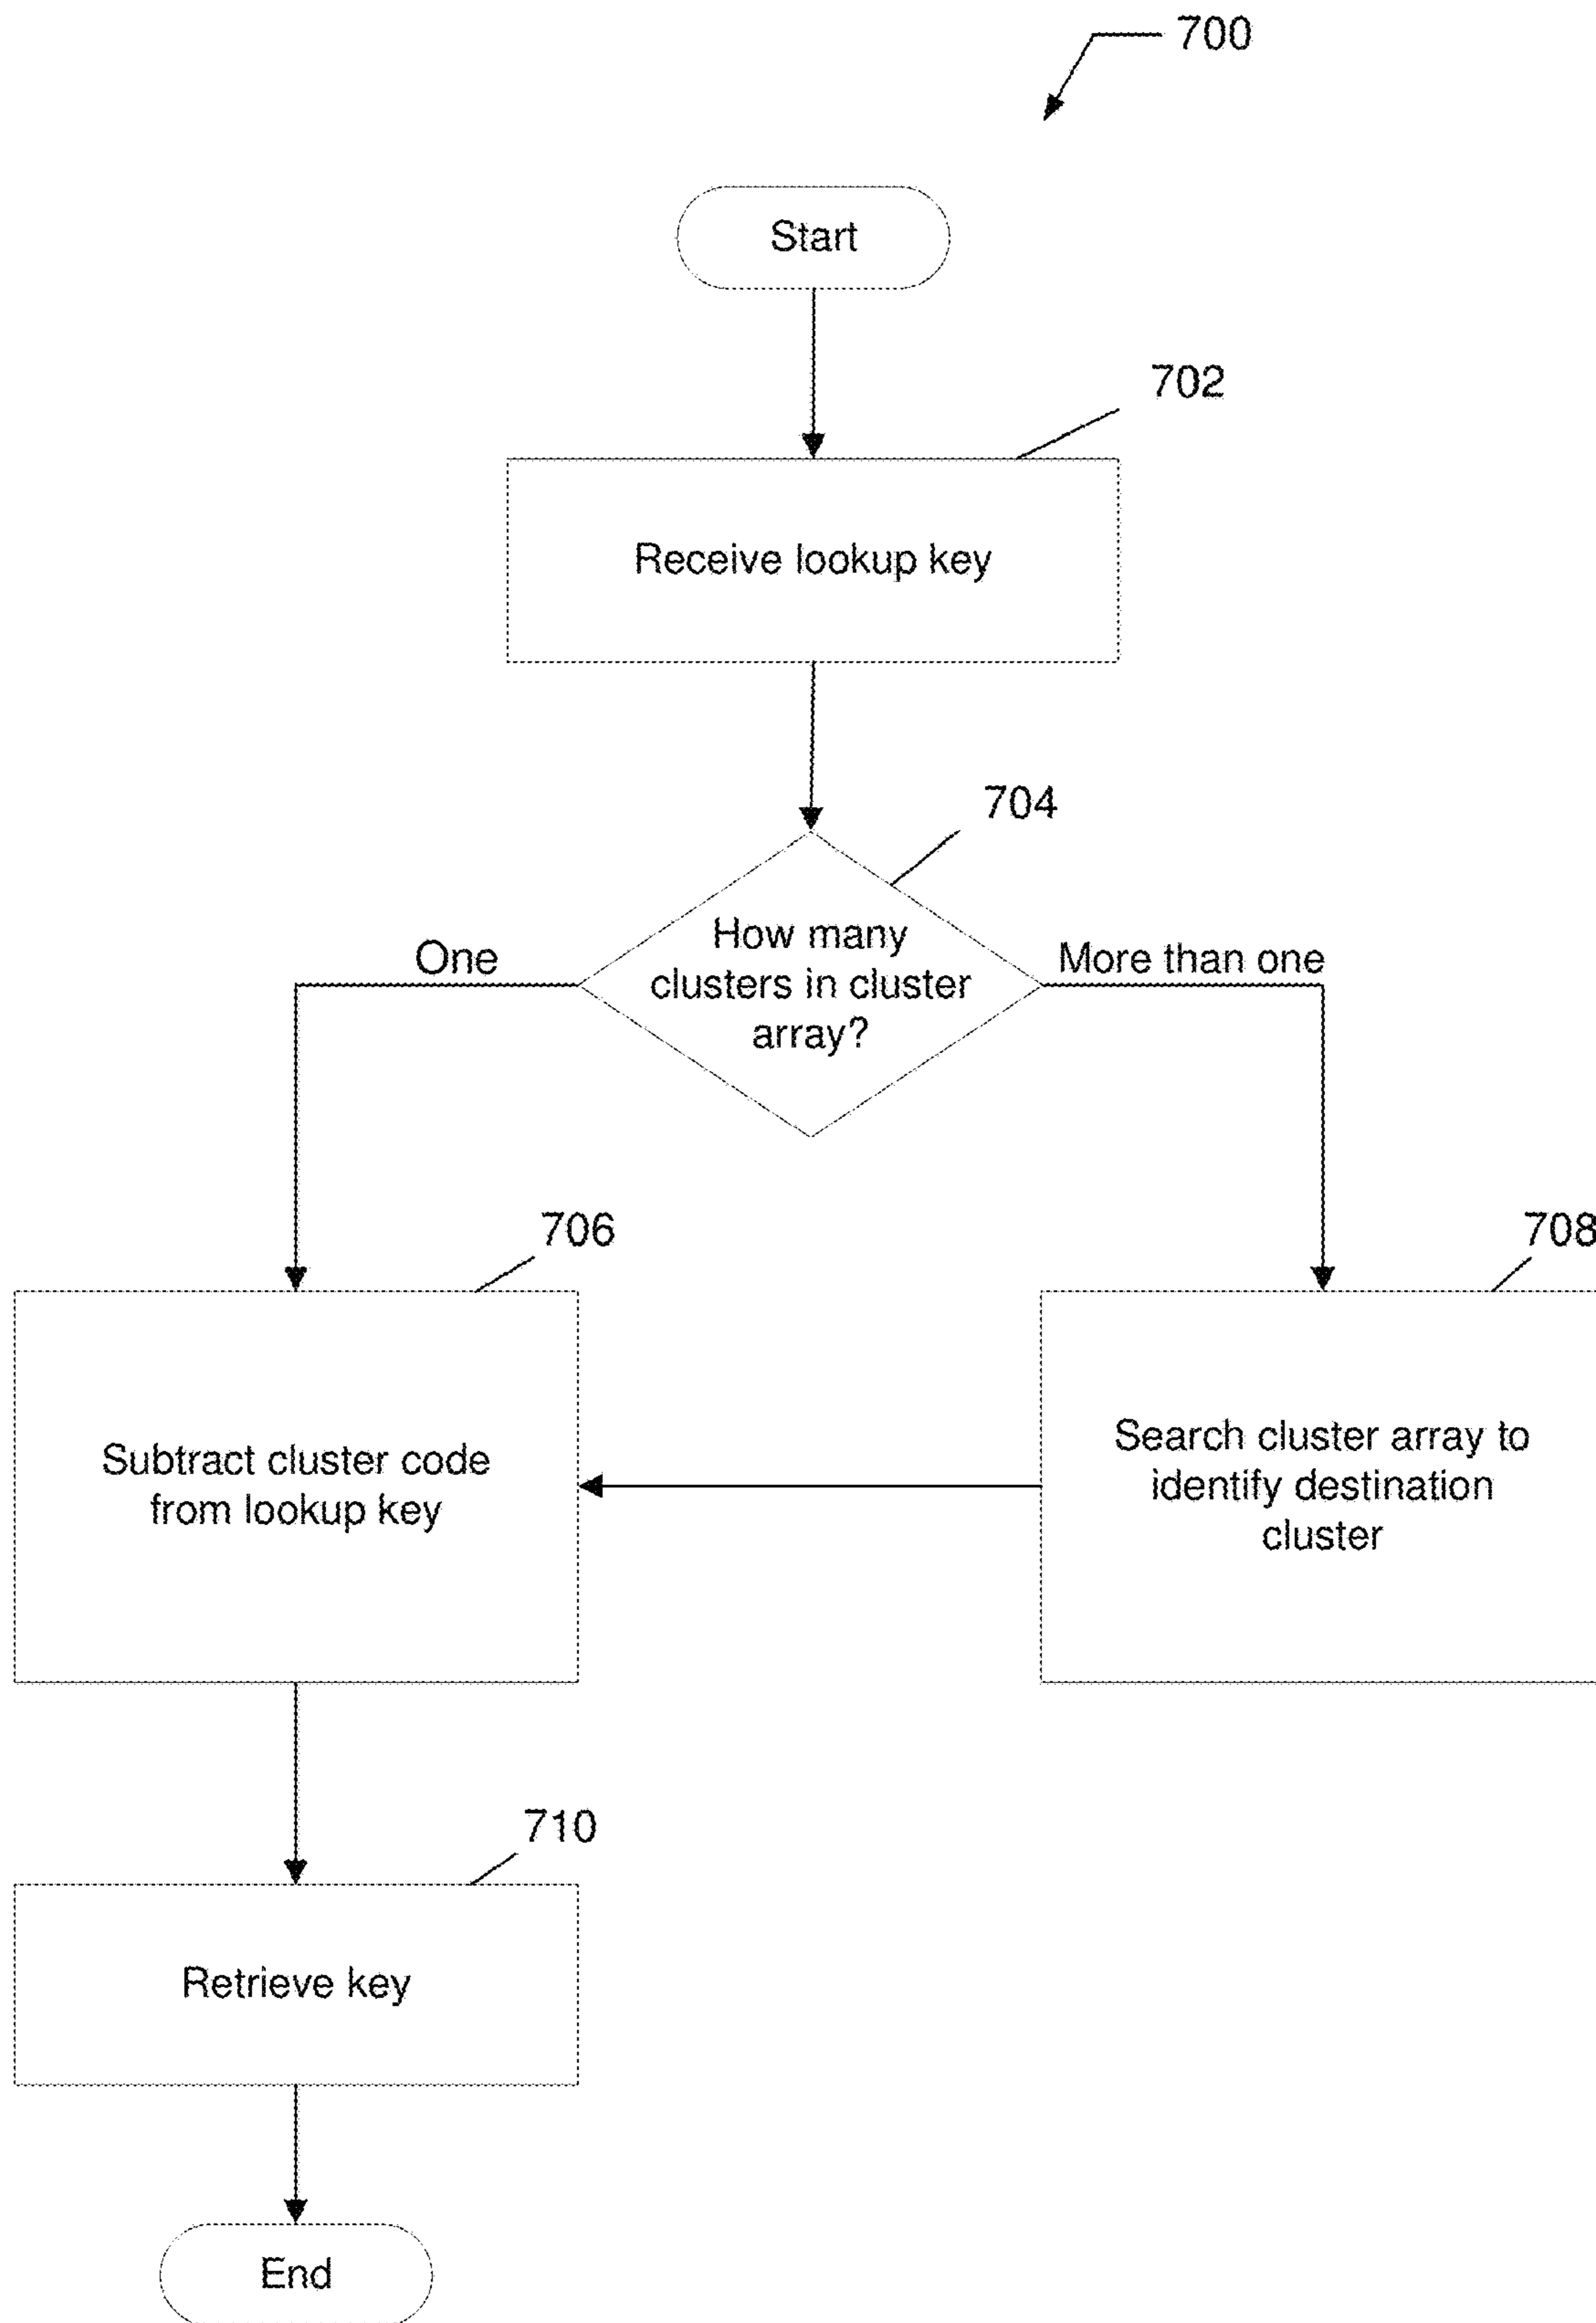 700
Start
702
Receive lookup key
704
How many
clusters in cluster
array?
One
More than one
706
708
Subtract cluster code
from lookup key
Search cluster array to
identify destination
cluster
710
Retrieve key
End